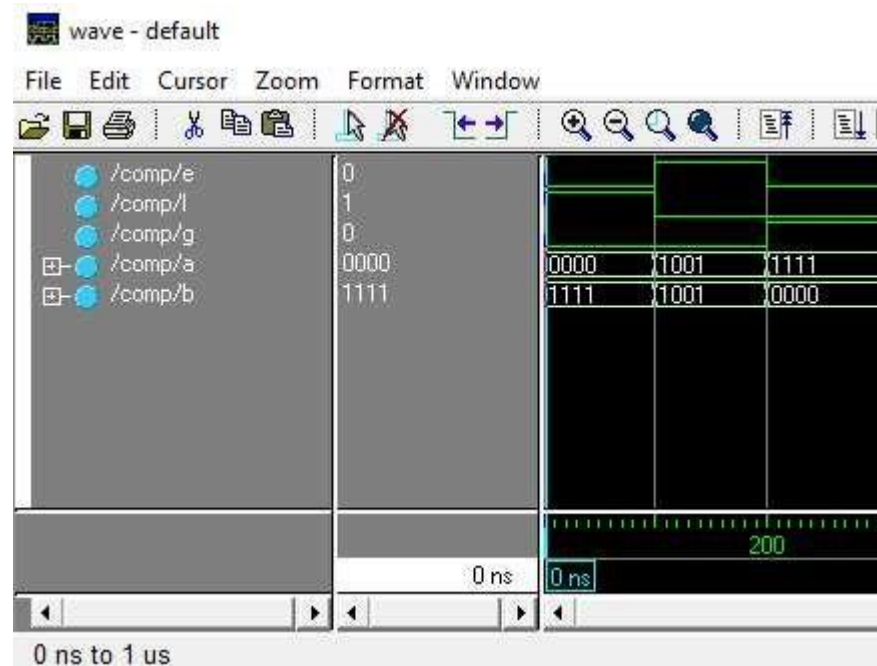 wave - default
File Edit Cursor Zoom Format Window
/comp/e 0
/comp/l 1
/comp/g 0
/comp/a 0000 0000 1001 1111
/comp/b 1111 1111 1001 0000
200
0 ns 0 ns
0 ns to 1 us